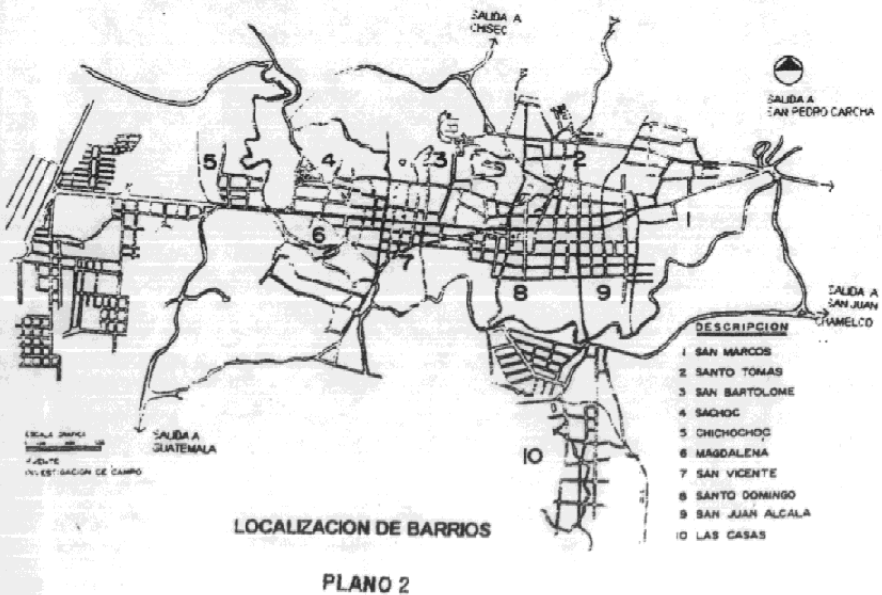 SALIDA A
CHISEC
SALIDA A
SAN PEDRO CARCHA
5
4
3
2
1
6
7
8
9
10
SALIDA A
SAN JUAN
CHAMELCO
DESCRIPCION
1 SAN MARCOS
2 SANTO TOMAS
3 SAN BARTOLOME
4 SACHOC
5 CHICHOCHOC
6 MAGDALENA
7 SAN VICENTE
8 SANTO DOMINGO
9 SAN JUAN ALCALA
10 LAS CASAS
ESCALA GRAFICA
FUENTE
INVESTIGACION DE CAMPO
SALIDA A
GUATEMALA
LOCALIZACION DE BARRIOS
PLANO 2